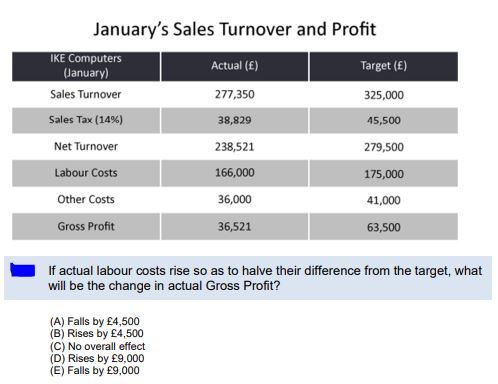 January's Sales Turnover and Profit
IKE Computers (January) Actual (£) Target (£)
Sales Turnover 277,350 325,000
Sales Tax (14%) 38,829 45,500
Net Turnover 238,521 279,500
Labour Costs 166,000 175,000
Other Costs 36,000 41,000
Gross Profit 36,521 63,500
If actual labour costs rise so as to halve their difference from the target, what
will be the change in actual Gross Profit?
(A) Falls by £4,500
(B) Rises by £4,500
(C) No overall effect
(D) Rises by £9,000
(E) Falls by £9,000